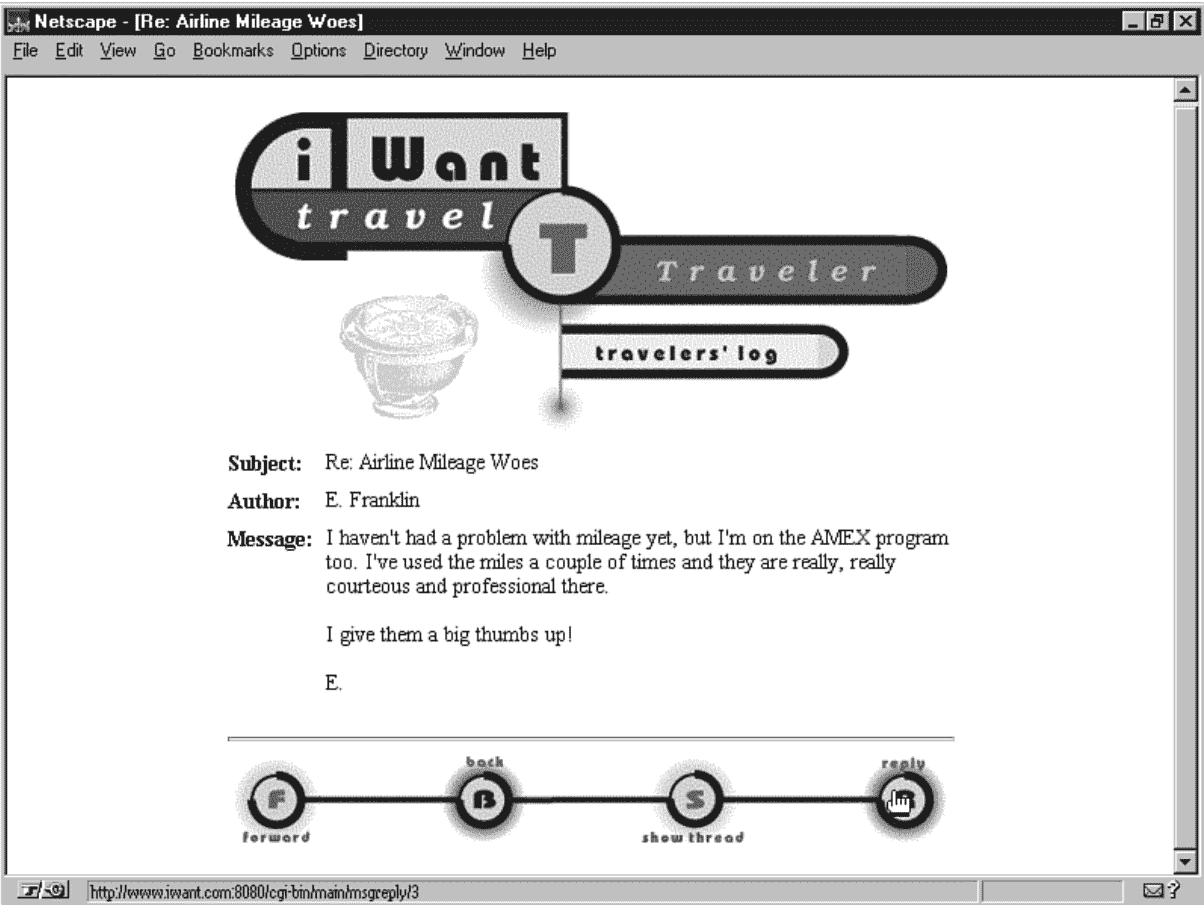 Netscape - [Re: Airline Mileage Woes]
File Edit View Go Bookmarks Options Directory Window Help
i Want
travel
T
Traveler
travelers' log
Subject: Re: Airline Mileage Woes
Author: E. Franklin
Message: I haven't had a problem with mileage yet, but I'm on the AMEX program
too. I've used the miles a couple of times and they are really, really
courteous and professional there.
I give them a big thumbs up!
E.
back reply
F B S R
forward show thread
http://www.iwant.com:8080/cgi-bin/main/msgreply/3
?